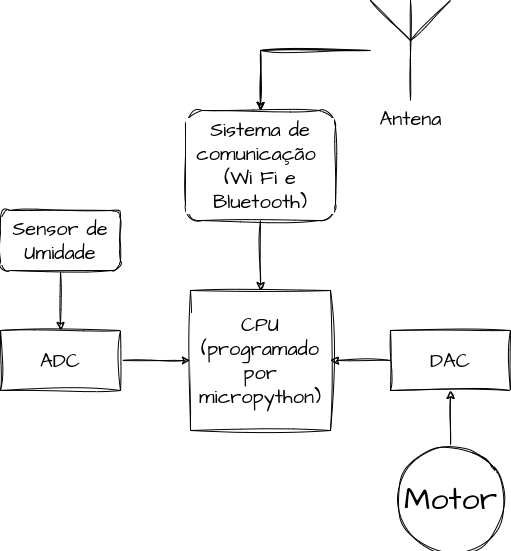 Antena
Sistema de
comunicação
(Wi Fi e
Bluetooth)
Sensor de
Umidade
CPU
(programado
por
micropython)
ADC
DAC
Motor